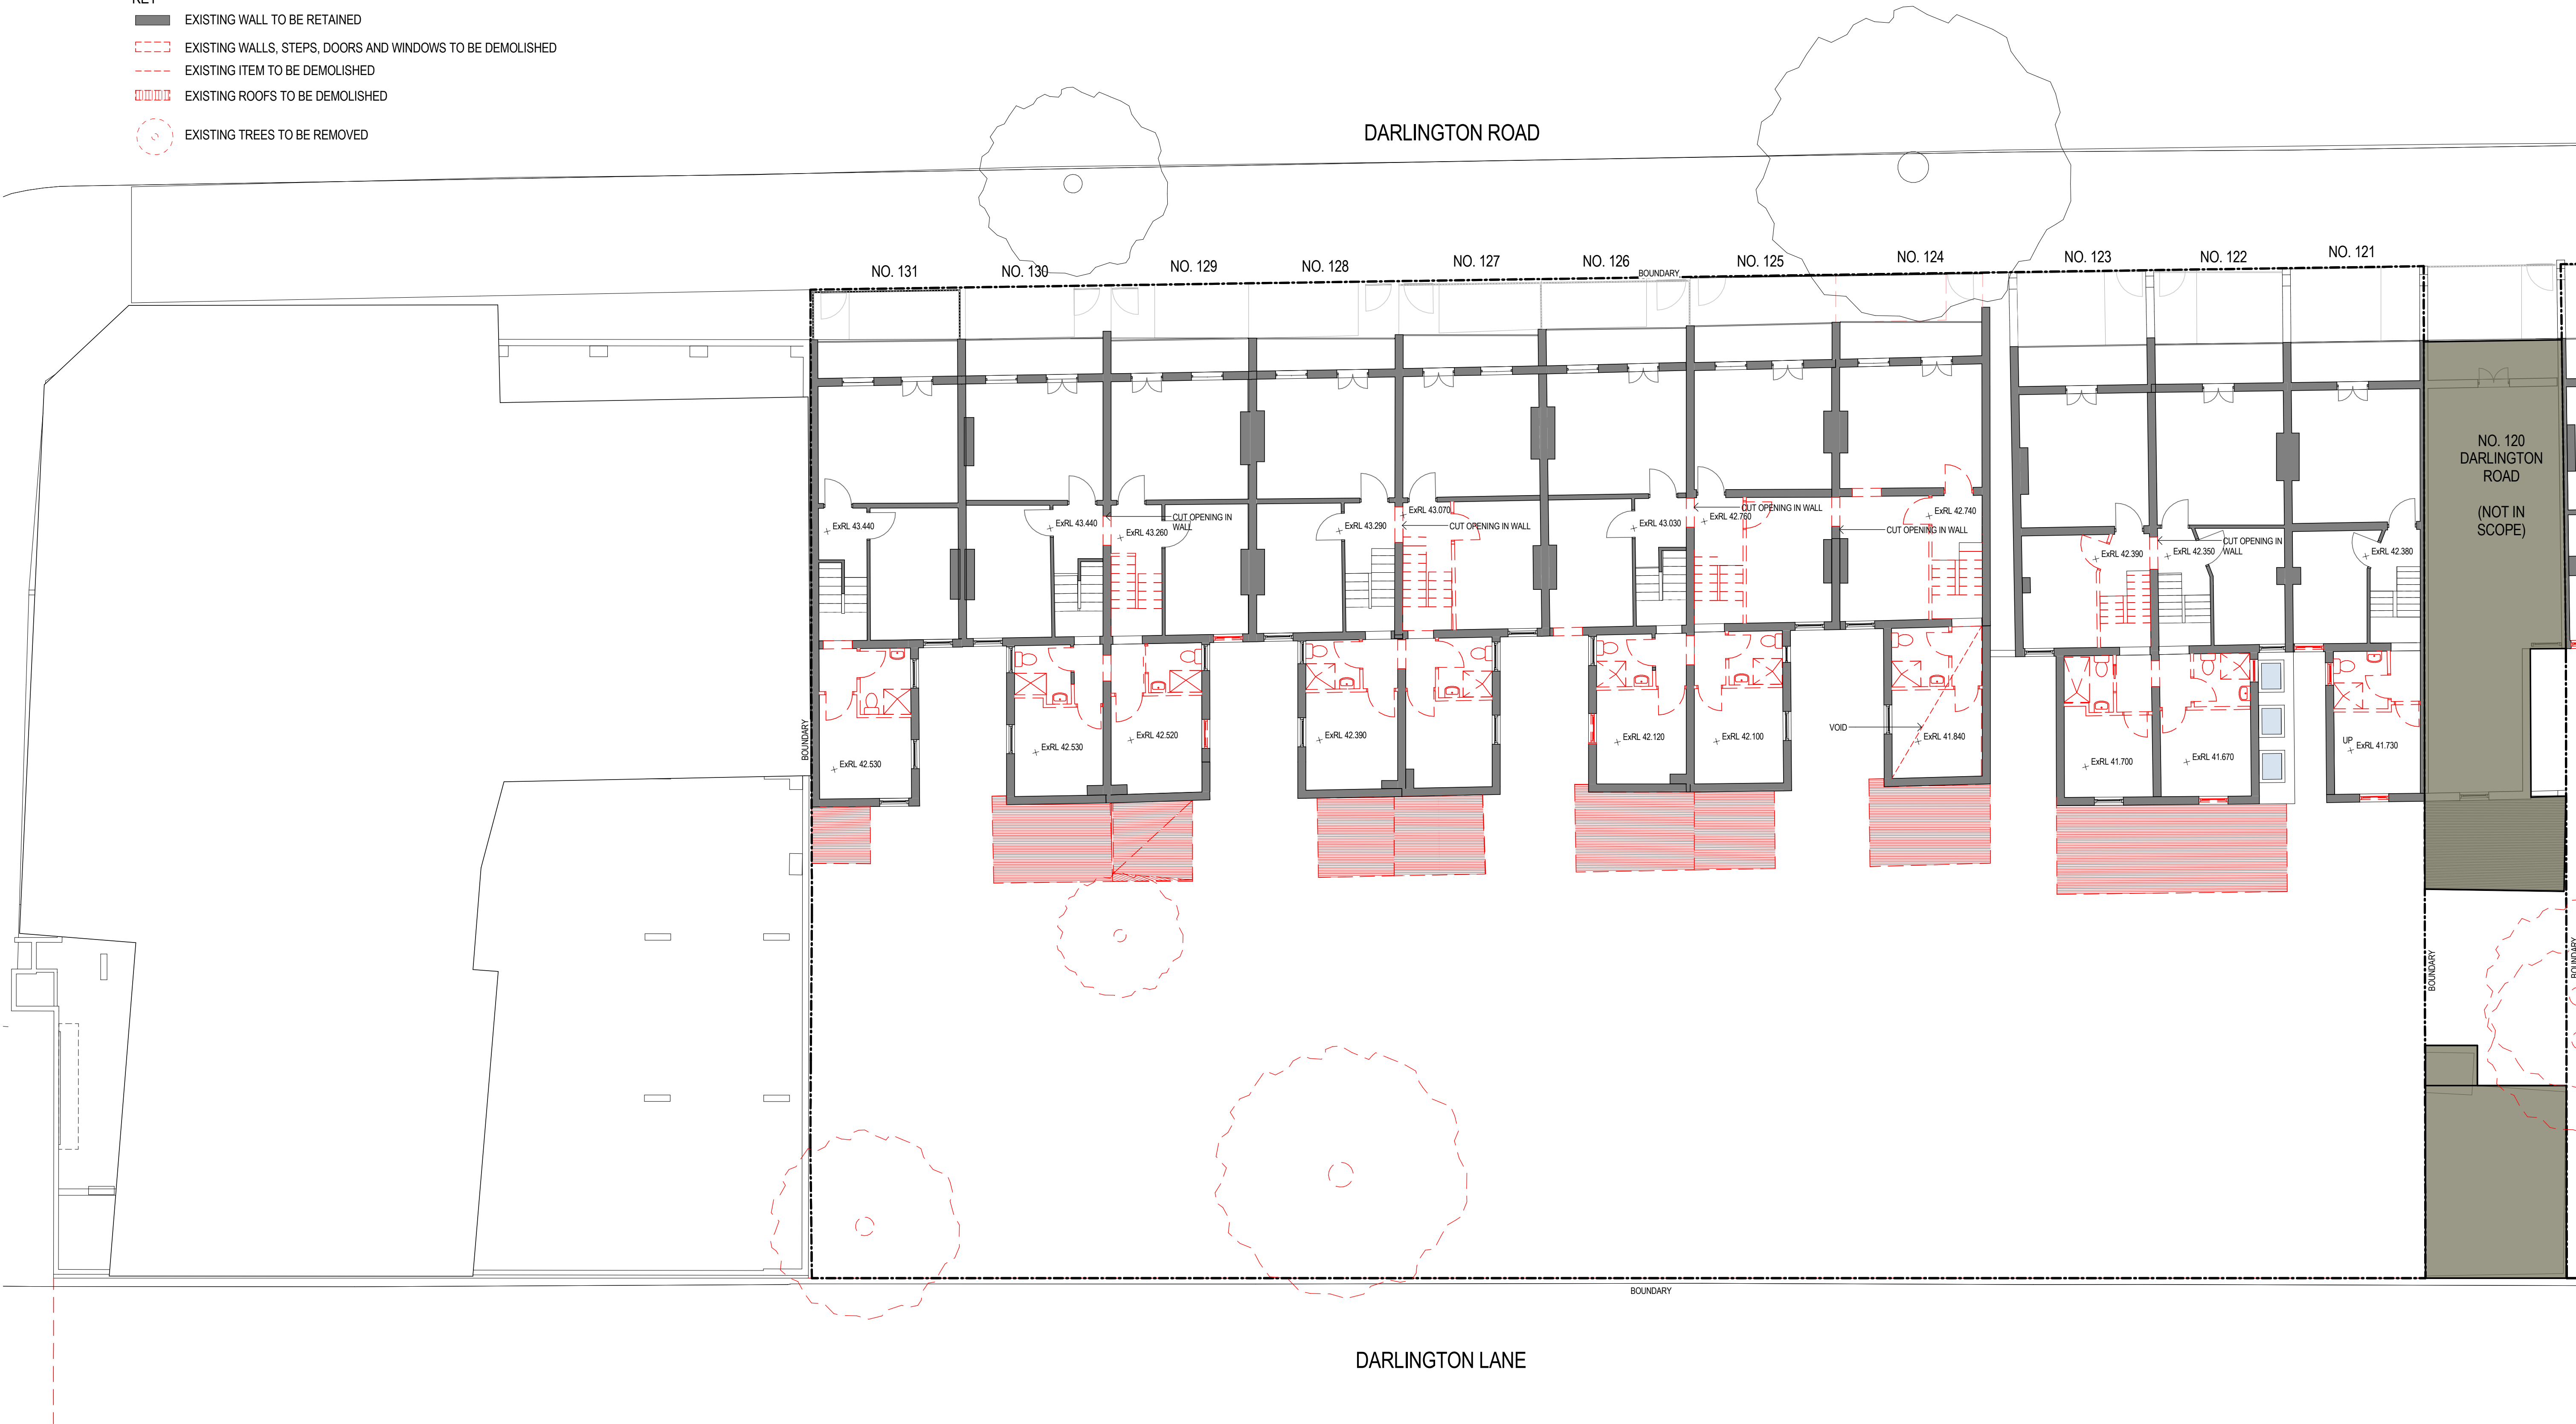 KEY
EXISTING WALL TO BE RETAINED
EXISTING WALLS, STEPS, DOORS AND WINDOWS TO BE DEMOLISHED
EXISTING ITEM TO BE DEMOLISHED
EXISTING ROOFS TO BE DEMOLISHED
EXISTING TREES TO BE REMOVED
DARLINGTON ROAD
NO. 131
NO. 130
NO. 129
NO. 128
NO. 127
NO. 126
NO. 125
NO. 124
NO. 123
NO. 122
NO. 121
BOUNDARY
NO. 120
DARLINGTON
ROAD
(NOT IN
SCOPE)
ExRL 43.440
ExRL 43.440
CUT OPENING IN
WALL
ExRL 43.260
ExRL 43.290
ExRL 43.070
CUT OPENING IN WALL
ExRL 43.030
CUT OPENING IN WALL
ExRL 42.760
CUT OPENING IN WALL
ExRL 42.740
ExRL 42.390
CUT OPENING IN
WALL
ExRL 42.350
ExRL 42.380
BOUNDARY
ExRL 42.530
ExRL 42.530
ExRL 42.520
ExRL 42.390
ExRL 42.120
ExRL 42.100
VOID
ExRL 41.840
ExRL 41.700
ExRL 41.670
UP
ExRL 41.730
BOUNDARY
BOUNDARY
BOUNDARY
DARLINGTON LANE